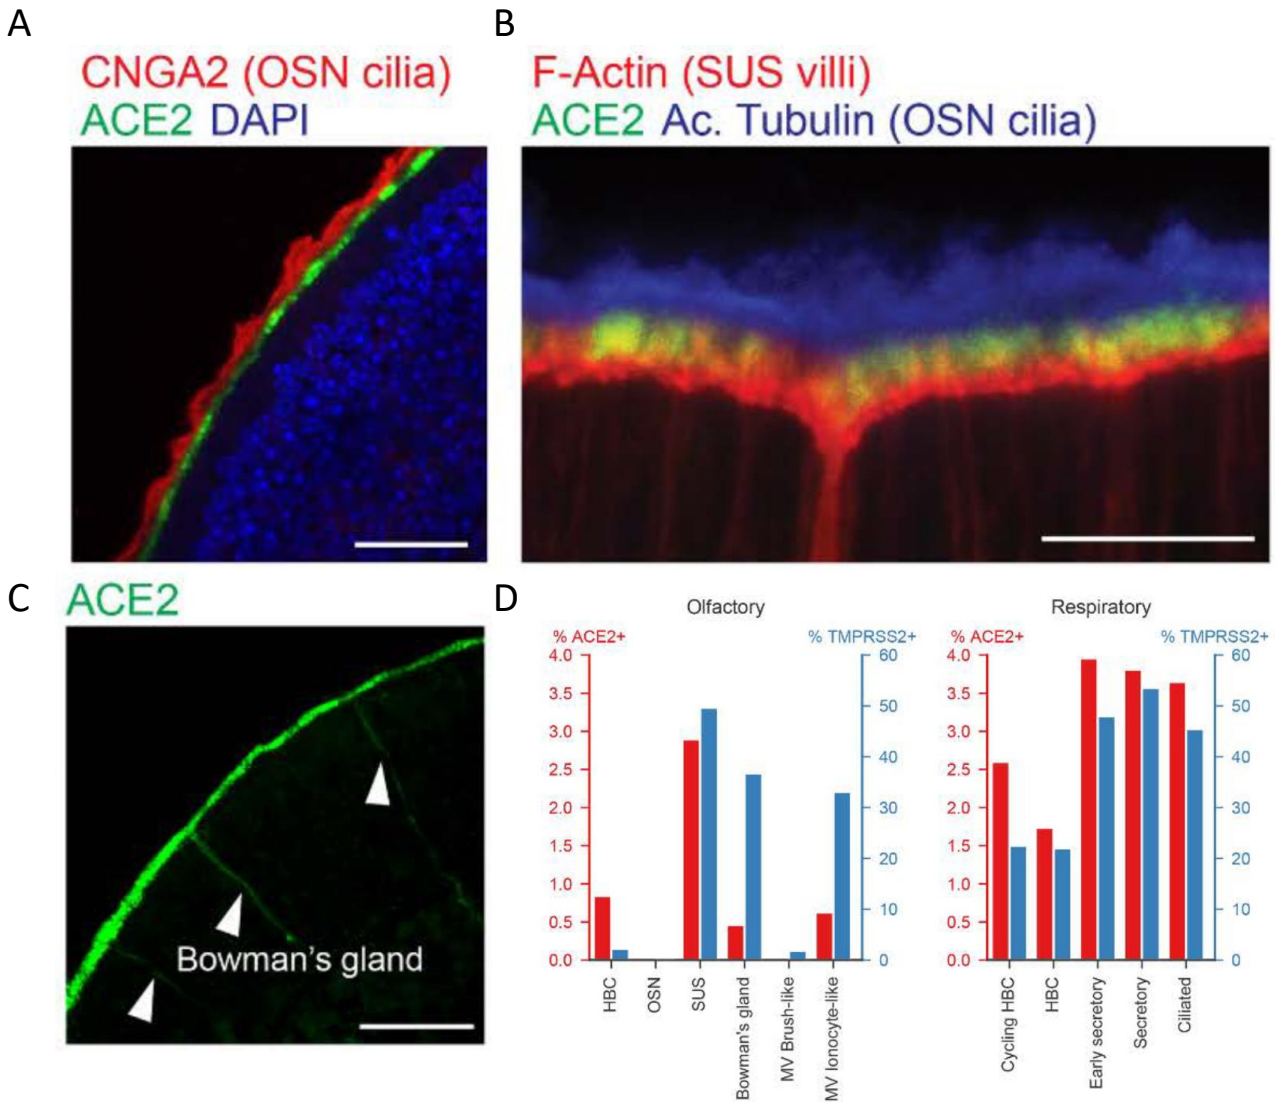 A
CNGA2 (OSN cilia)
ACE2 DAPI
B
F-Actin (SUS villi)
ACE2 Ac. Tubulin (OSN cilia)
C
ACE2
Bowman's gland
D
Olfactory
% ACE2+
% TMPRSS2+
4.0
3.5
3.0
2.5
2.0
1.5
1.0
0.5
0.0
60
50
40
30
20
10
0
HBC
OSN
SUS
Bowman's gland
MV Brush-like
MV Ionocyte-like
Respiratory
% ACE2+
% TMPRSS2+
4.0
3.5
3.0
2.5
2.0
1.5
1.0
0.5
0.0
60
50
40
30
20
10
0
Cycling HBC
HBC
Early secretory
Secretory
Ciliated